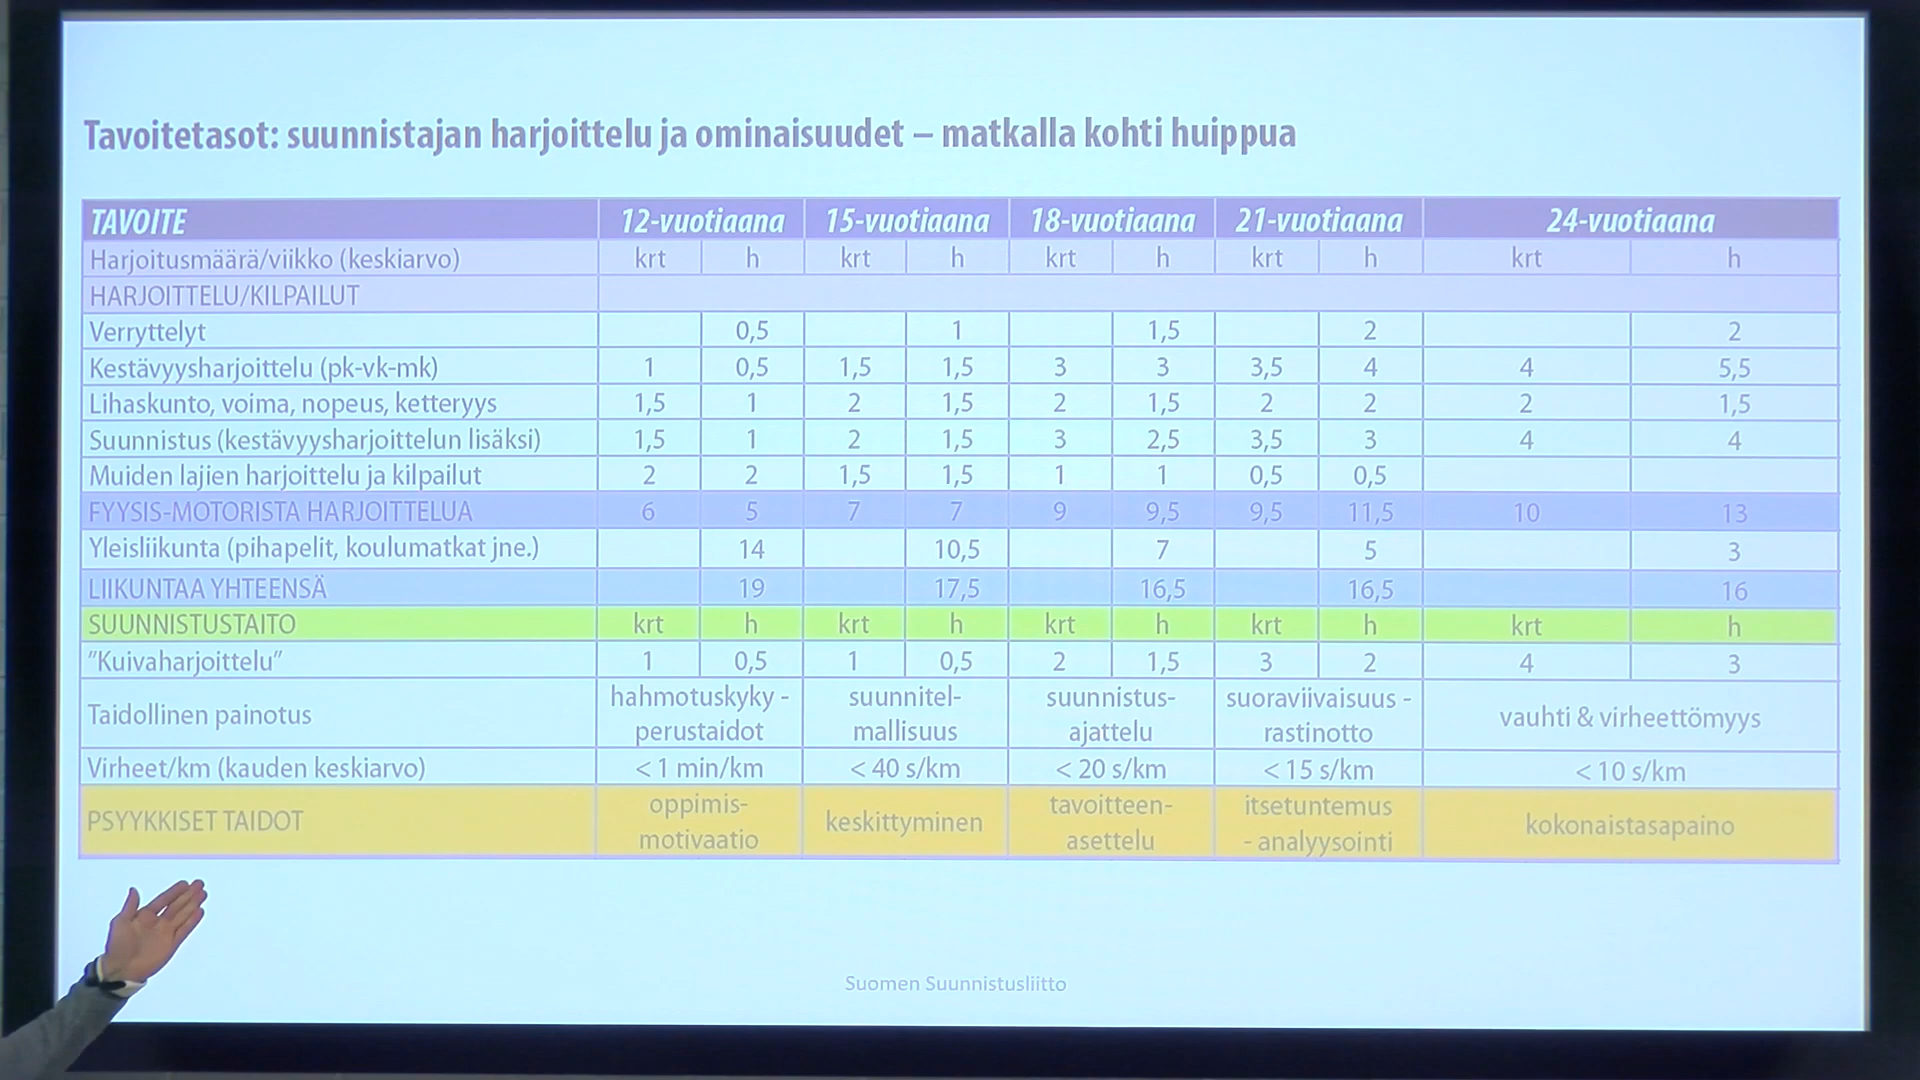 Tavoitetasot: suunnistajan harjoittelu ja ominaisuudet – matkalla kohti huippua
TAVOITE 12-vuotiaana 15-vuotiaana 18-vuotiaana 21-vuotiaana 24-vuotiaana
Harjoitusmäärä/viikko (keskiarvo) krt h krt h krt h krt h krt h
HARJOITTELU/KILPAILUT
Verryttelyt 0,5 1 1,5 2 2
Kestävyysharjoittelu (pk-vk-mk) 1 0,5 1,5 1,5 3 3 3,5 4 4 5,5
Lihaskunto, voima, nopeus, ketteryys 1,5 1 2 1,5 2 1,5 2 2 2 1,5
Suunnistus (kestävyysharjoittelun lisäksi) 1,5 1 2 1,5 3 2,5 3,5 3 4 4
Muiden lajien harjoittelu ja kilpailut 2 2 1,5 1,5 1 1 0,5 0,5
FYYSIS-MOTORISTA HARJOITTELUA 6 5 7 7 9 9,5 9,5 11,5 10 13
Yleisliikunta (pihapelit, koulumatkat jne.) 14 10,5 7 5 3
LIIKUNTAA YHTEENSÄ 19 17,5 16,5 16,5 16
SUUNNISTUSTAITO krt h krt h krt h krt h krt h
”Kuivaharjoittelu” 1 0,5 1 0,5 2 1,5 3 2 4 3
Taidollinen painotus
hahmotuskyky -
perustaidot
suunnitel-
mallisuus
suunnistus-
ajattelu
suoraviivaisuus -
rastinotto
vauhti & virheettömyys
Virheet/km (kauden keskiarvo) < 1 min/km < 40 s/km < 20 s/km < 15 s/km < 10 s/km
PSYYKKISET TAIDOT
oppimis-
motivaatio
keskittyminen
tavoitteen-
asettelu
itsetuntemus
- analyysointi
kokonaistasapaino
Suomen Suunnistusliitto